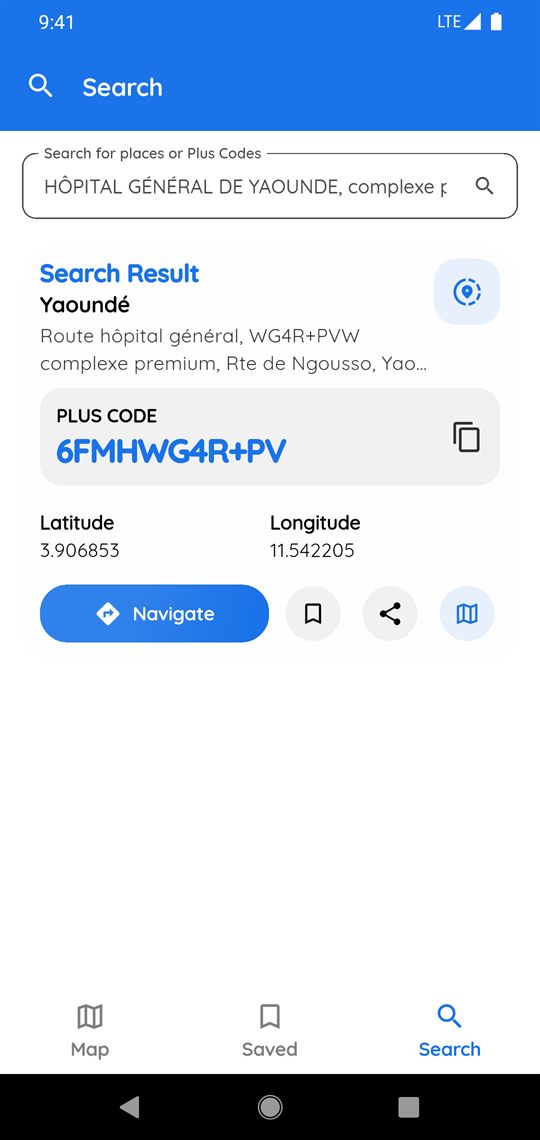 9:41
LTE
Search
Search for places or Plus Codes
HÔPITAL GÉNÉRAL DE YAOUNDE, complexe
Search Result
Yaoundé
Route hôpital général, WG4R+PVW
complexe premium, Rte de Ngousso, Yao...
PLUS CODE
6FMHWG4R+PV
Latitude
Longitude
3.906853
11.542205
Navigate
Map
Saved
Search